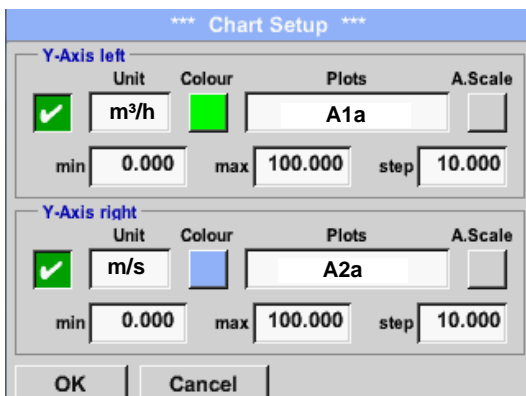 *** Chart Setup ***
Y-Axis left
Unit Colour Plots A.Scale
m³/h A1a
min 0.000 max 100.000 step 10.000
Y-Axis right
Unit Colour Plots A.Scale
m/s A2a
min 0.000 max 100.000 step 10.000
OK Cancel